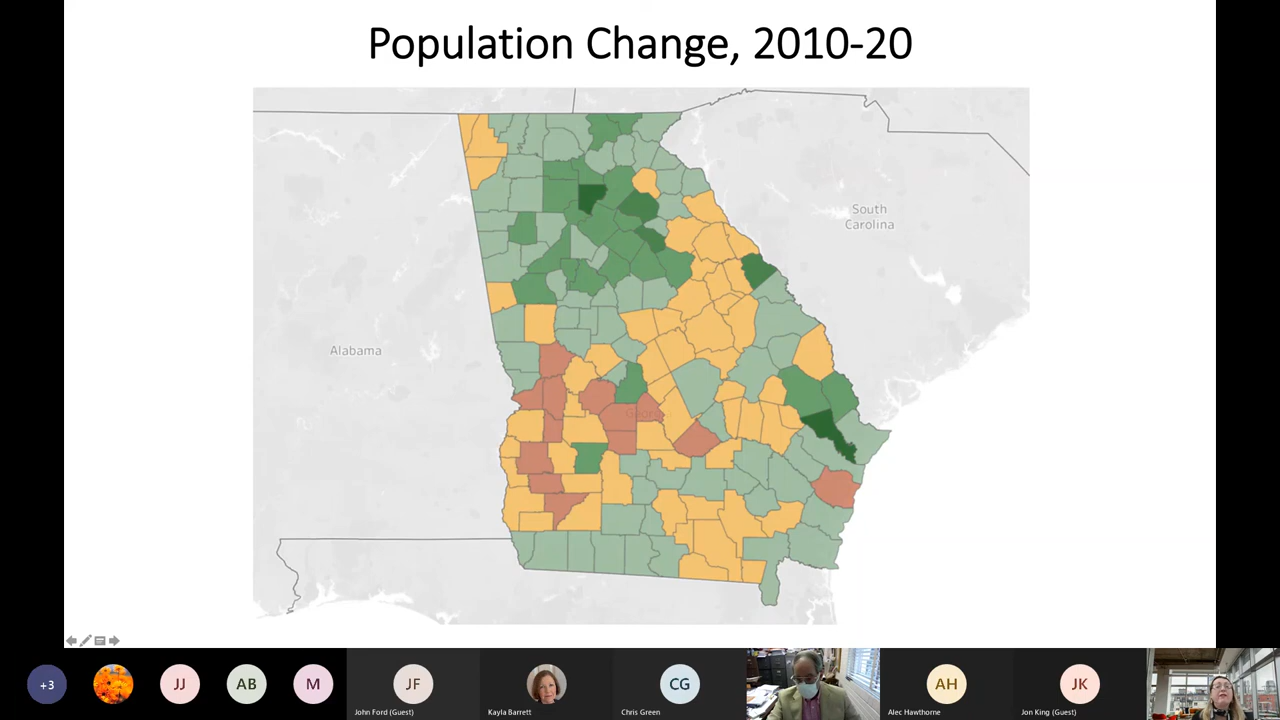 Population Change, 2010-20
South
Carolina
Alabama
Georgia
+3
JJ
AB
M
JF
CG
AH
JK
John Ford (Guest)
Kayla Barrett
Chris Green
Alec Hawthorne
Jon King (Guest)